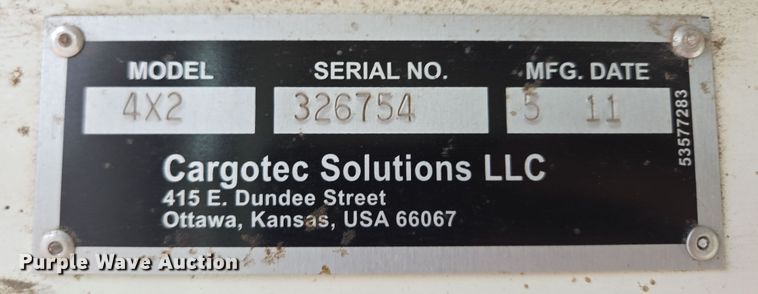 MODEL SERIAL NO. MFG. DATE
4X2 326754 5 11
53577283
Cargotec Solutions LLC
415 E. Dundee Street
Ottawa, Kansas, USA 66067
Purple Wave Auction